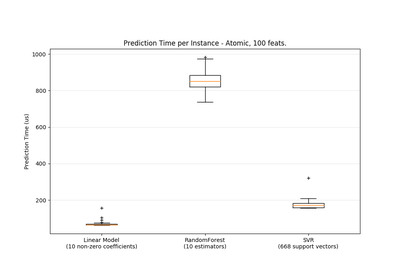 Prediction Time per Instance - Atomic, 100 feats.
1000
800
600
400
200
Prediction Time (us)
Linear Model
(10 non-zero coefficients)
RandomForest
(10 estimators)
SVR
(668 support vectors)